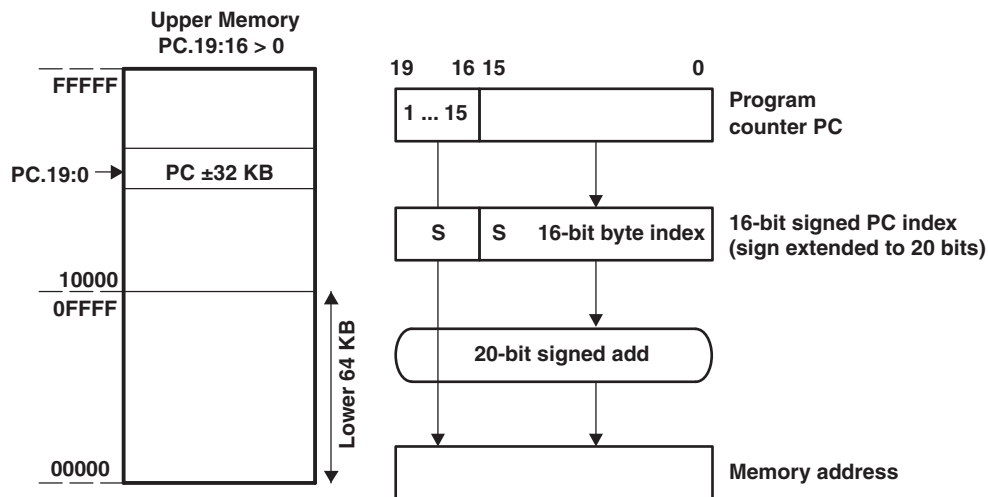 Upper Memory
PC.19:16 > 0
FFFFF
PC.19:0
PC ±32 KB
10000
0FFFF
Lower 64 KB
00000
19 16 15 0
1 ... 15
Program
counter PC
S S 16-bit byte index
16-bit signed PC index
(sign extended to 20 bits)
20-bit signed add
Memory address